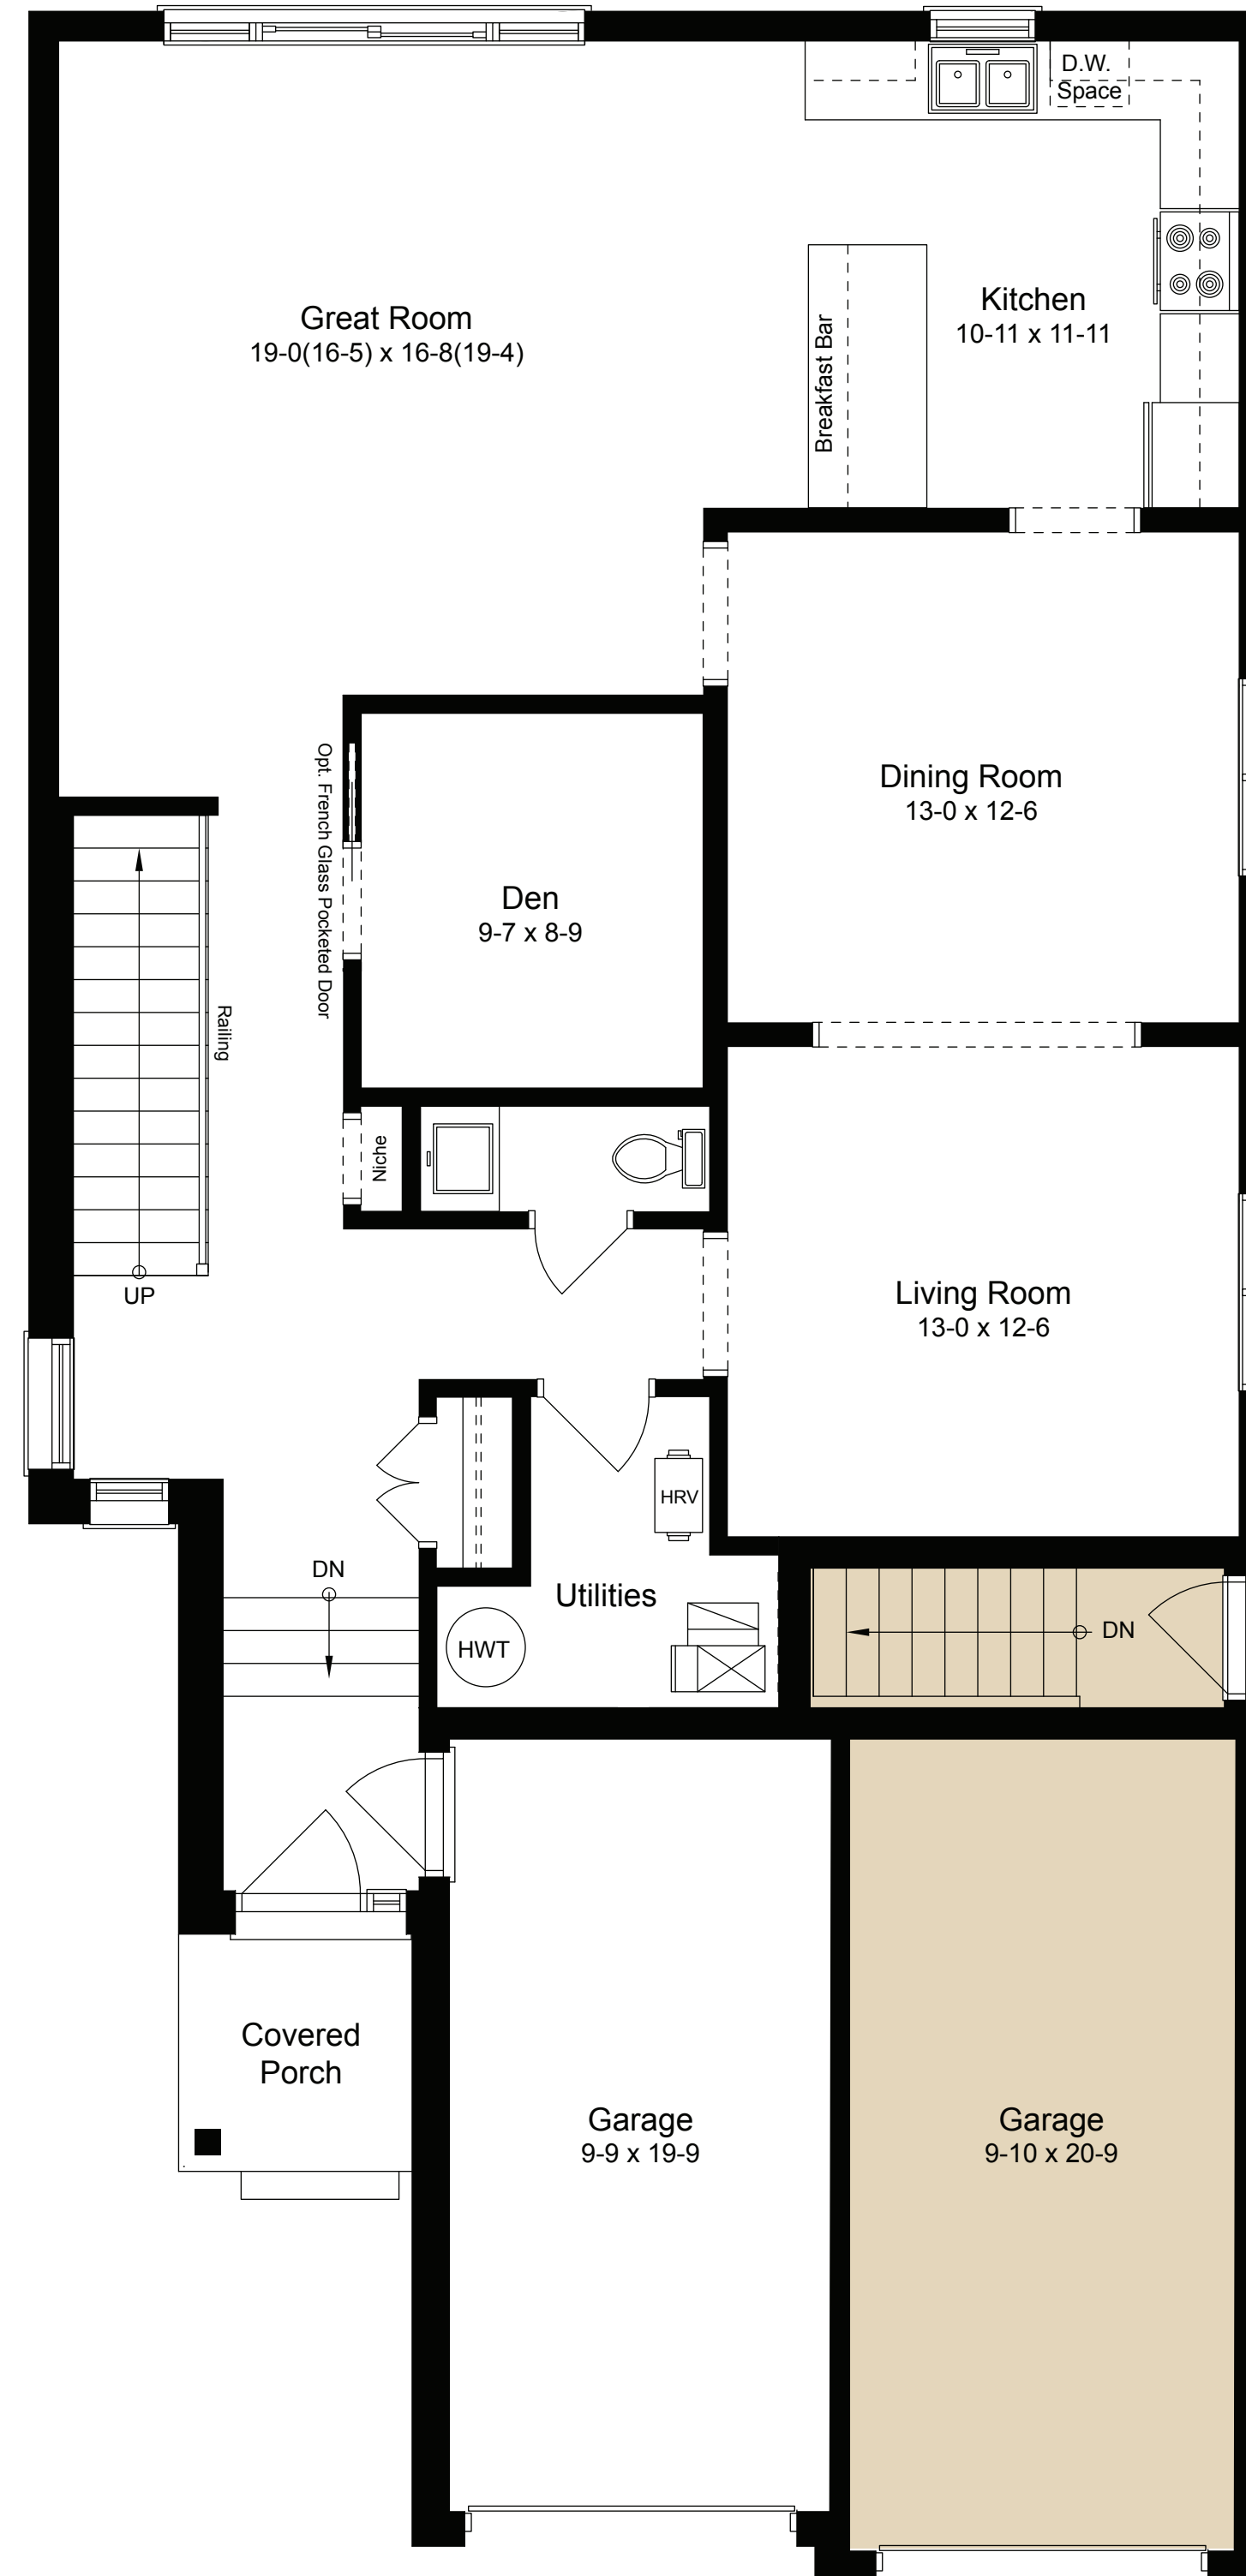 D.W.
Space
Great Room
19-0(16-5) x 16-8(19-4)
Kitchen
10-11 x 11-11
Breakfast Bar
Dining Room
13-0 x 12-6
Opt. French Glass Pocketed Door
Den
9-7 x 8-9
Railing
Niche
UP
Living Room
13-0 x 12-6
HRV
DN
Utilities
HWT
DN
Covered
Porch
Garage
9-9 x 19-9
Garage
9-10 x 20-9